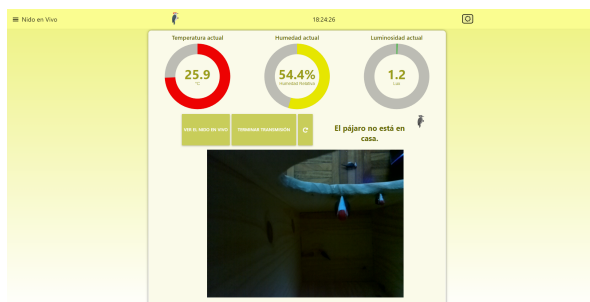 Nido en Vivo
18:24:26
Temperatura actual
25.9
°C
Humedad actual
54.4%
Humedad Relativa
Luminosidad actual
1.2
Lux
VER EL NIDO EN VIVO
TERMINAR TRANSMISION
El pájaro no está en
casa.